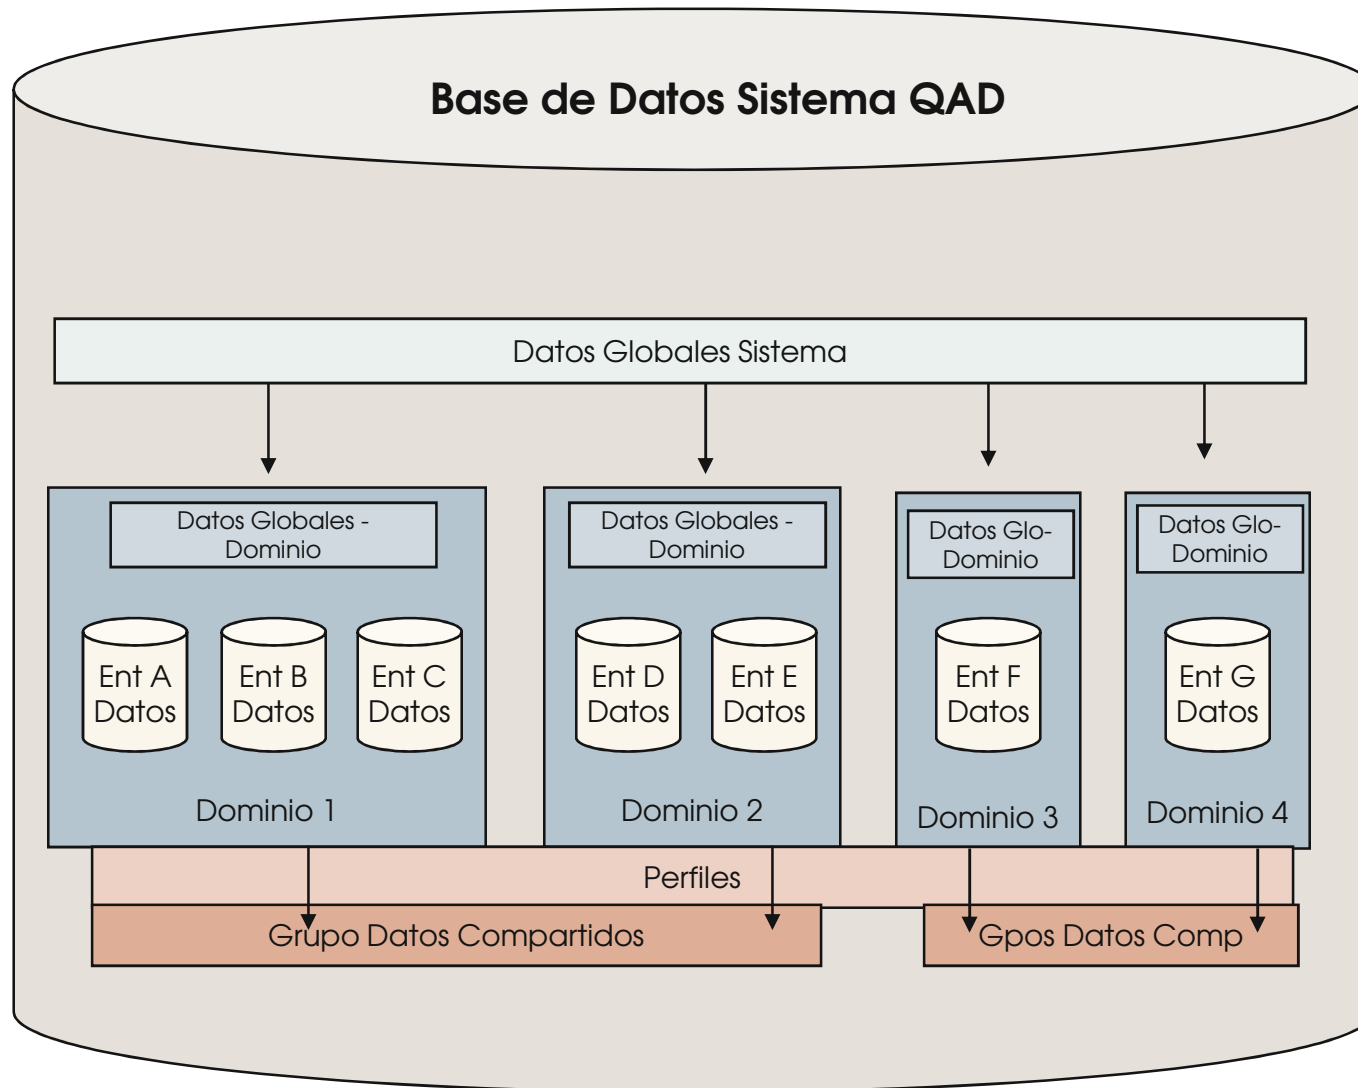 Base de Datos Sistema QAD
Datos Globales Sistema
Datos Globales -
Dominio
Datos Globales -
Dominio
Datos Glo-
Dominio
Datos Glo-
Dominio
Ent A
Datos
Ent B
Datos
Ent C
Datos
Ent D
Datos
Ent E
Datos
Ent F
Datos
Ent G
Datos
Dominio 1
Dominio 2
Dominio 3
Dominio 4
Perfiles
Grupo Datos Compartidos
Gpos Datos Comp